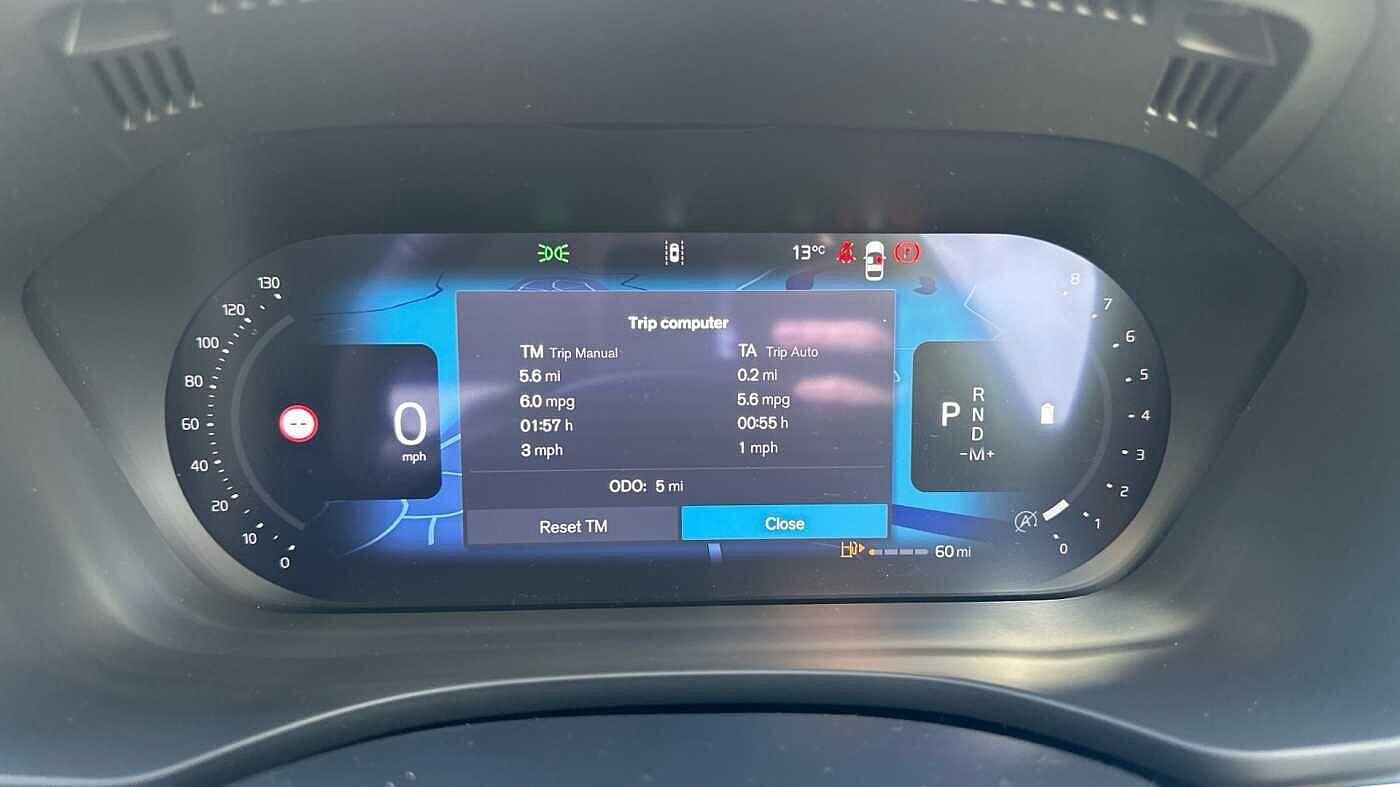 13°C
130
120
100
80
60
40
20
10
0
--
0
mph
Trip computer
TM Trip Manual
5.6 mi
6.0 mpg
01:57 h
3 mph
TA Trip Auto
0.2 mi
5.6 mpg
00:55 h
1 mph
ODO: 5 mi
Reset TM
Close
P
R
N
D
-M+
8
7
6
5
4
3
2
1
0
A
60 mi